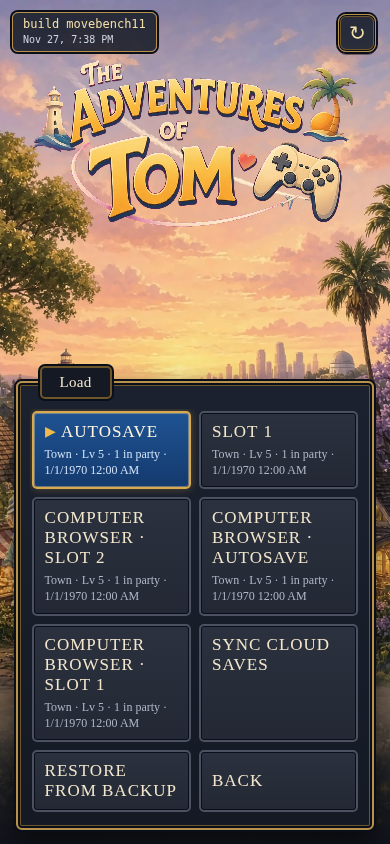 build movebench11
Nov 27, 7:38 PM
↻
THE
ADVENTURES
OF
TOM
Load
▶ AUTOSAVE
Town · Lv 5 · 1 in party ·
1/1/1970 12:00 AM
SLOT 1
Town · Lv 5 · 1 in party ·
1/1/1970 12:00 AM
COMPUTER
BROWSER ·
SLOT 2
Town · Lv 5 · 1 in party ·
1/1/1970 12:00 AM
COMPUTER
BROWSER ·
AUTOSAVE
Town · Lv 5 · 1 in party ·
1/1/1970 12:00 AM
COMPUTER
BROWSER ·
SLOT 1
Town · Lv 5 · 1 in party ·
1/1/1970 12:00 AM
SYNC CLOUD
SAVES
RESTORE
FROM BACKUP
BACK